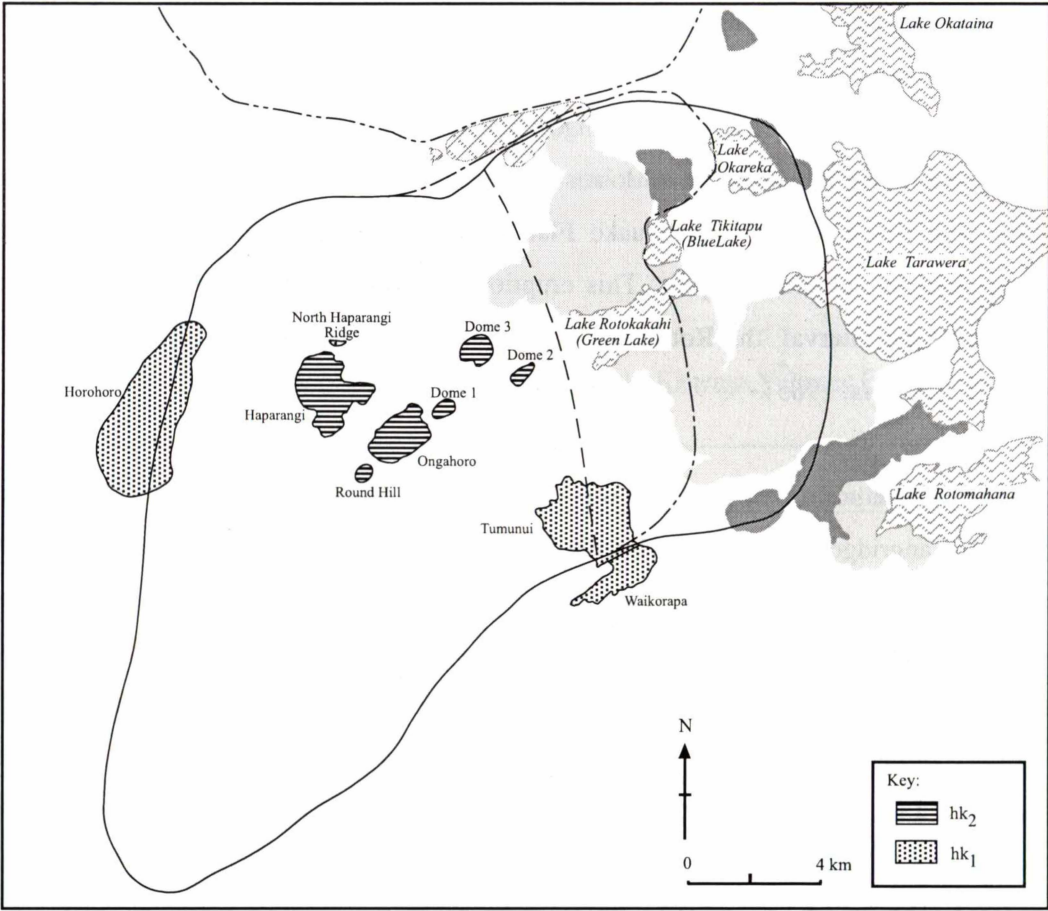 Lake Okataina
Lake
Okareka
Lake Tikitapu
(BlueLake)
Lake Tarawera
Lake Rotokakahi
(Green Lake)
North Haparangi
Ridge
Dome 3
Dome 2
Horohoro
Haparangi
Dome 1
Ongahoro
Round Hill
Lake Rotomahana
Tumunui
Waikorapa
N
Key:
hk2
hk1
0 4 km